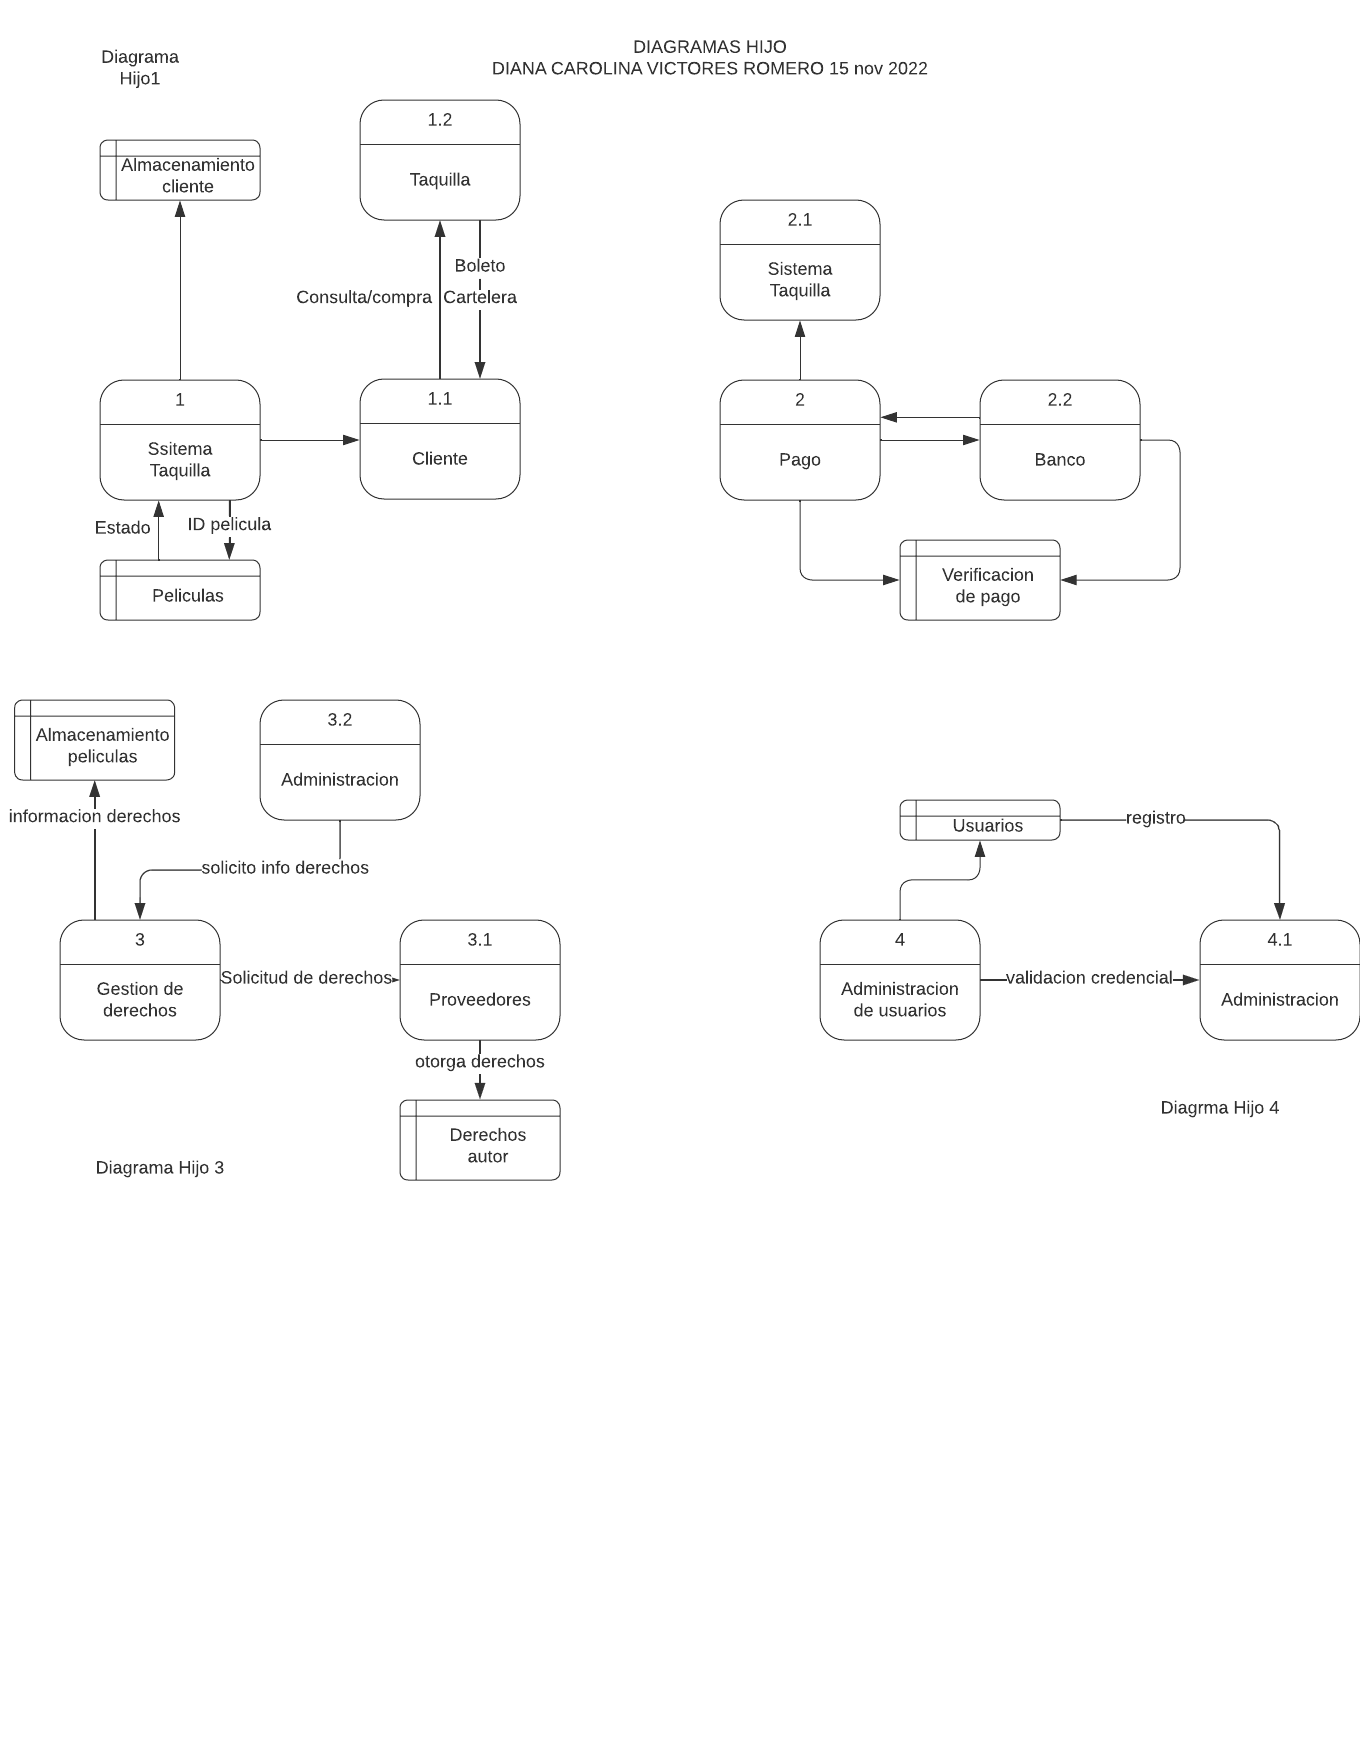 DIAGRAMAS HIJO
DIANA CAROLINA VICTORES ROMERO 15 nov 2022
Diagrama
Hijo1
1.2
Taquilla
Almacenamiento
cliente
Boleto
Consulta/compra
Cartelera
1
Ssitema
Taquilla
1.1
Cliente
Estado
ID pelicula
Peliculas
2.1
Sistema
Taquilla
2
Pago
2.2
Banco
Verificacion
de pago
Almacenamiento
peliculas
3.2
Administracion
informacion derechos
solicito info derechos
3
Gestion de
derechos
Solicitud de derechos
3.1
Proveedores
otorga derechos
Derechos
autor
Diagrama Hijo 3
Usuarios
registro
4
Administracion
de usuarios
validacion credencial
4.1
Administracion
Diagrma Hijo 4